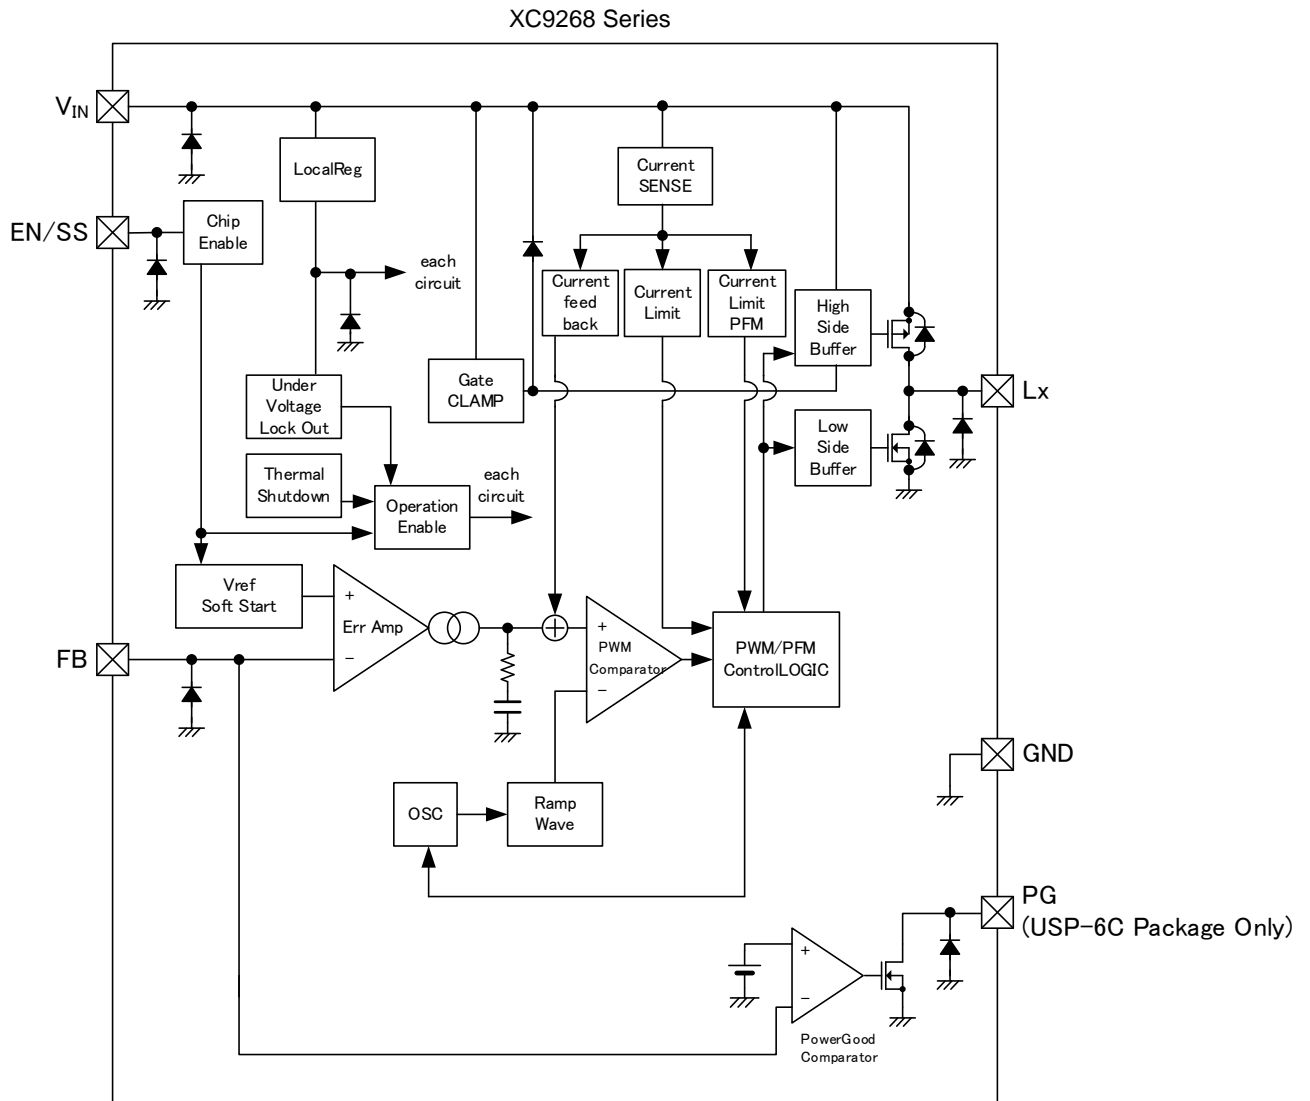 XC9268 Series
VIN
LocalReg
Current
SENSE
EN/SS
Chip
Enable
each
circuit
Current
feed
back
Current
Limit
Current
Limit
PFM
High
Side
Buffer
Under
Voltage
Lock Out
Gate
CLAMP
Lx
Low
Side
Buffer
Thermal
Shutdown
Operation
Enable
each
circuit
Vref
Soft Start
+
Err Amp
−
+
PWM
Comparator
−
PWM/PFM
ControlLOGIC
FB
GND
OSC
Ramp
Wave
PG
(USP-6C Package Only)
+
−
PowerGood
Comparator